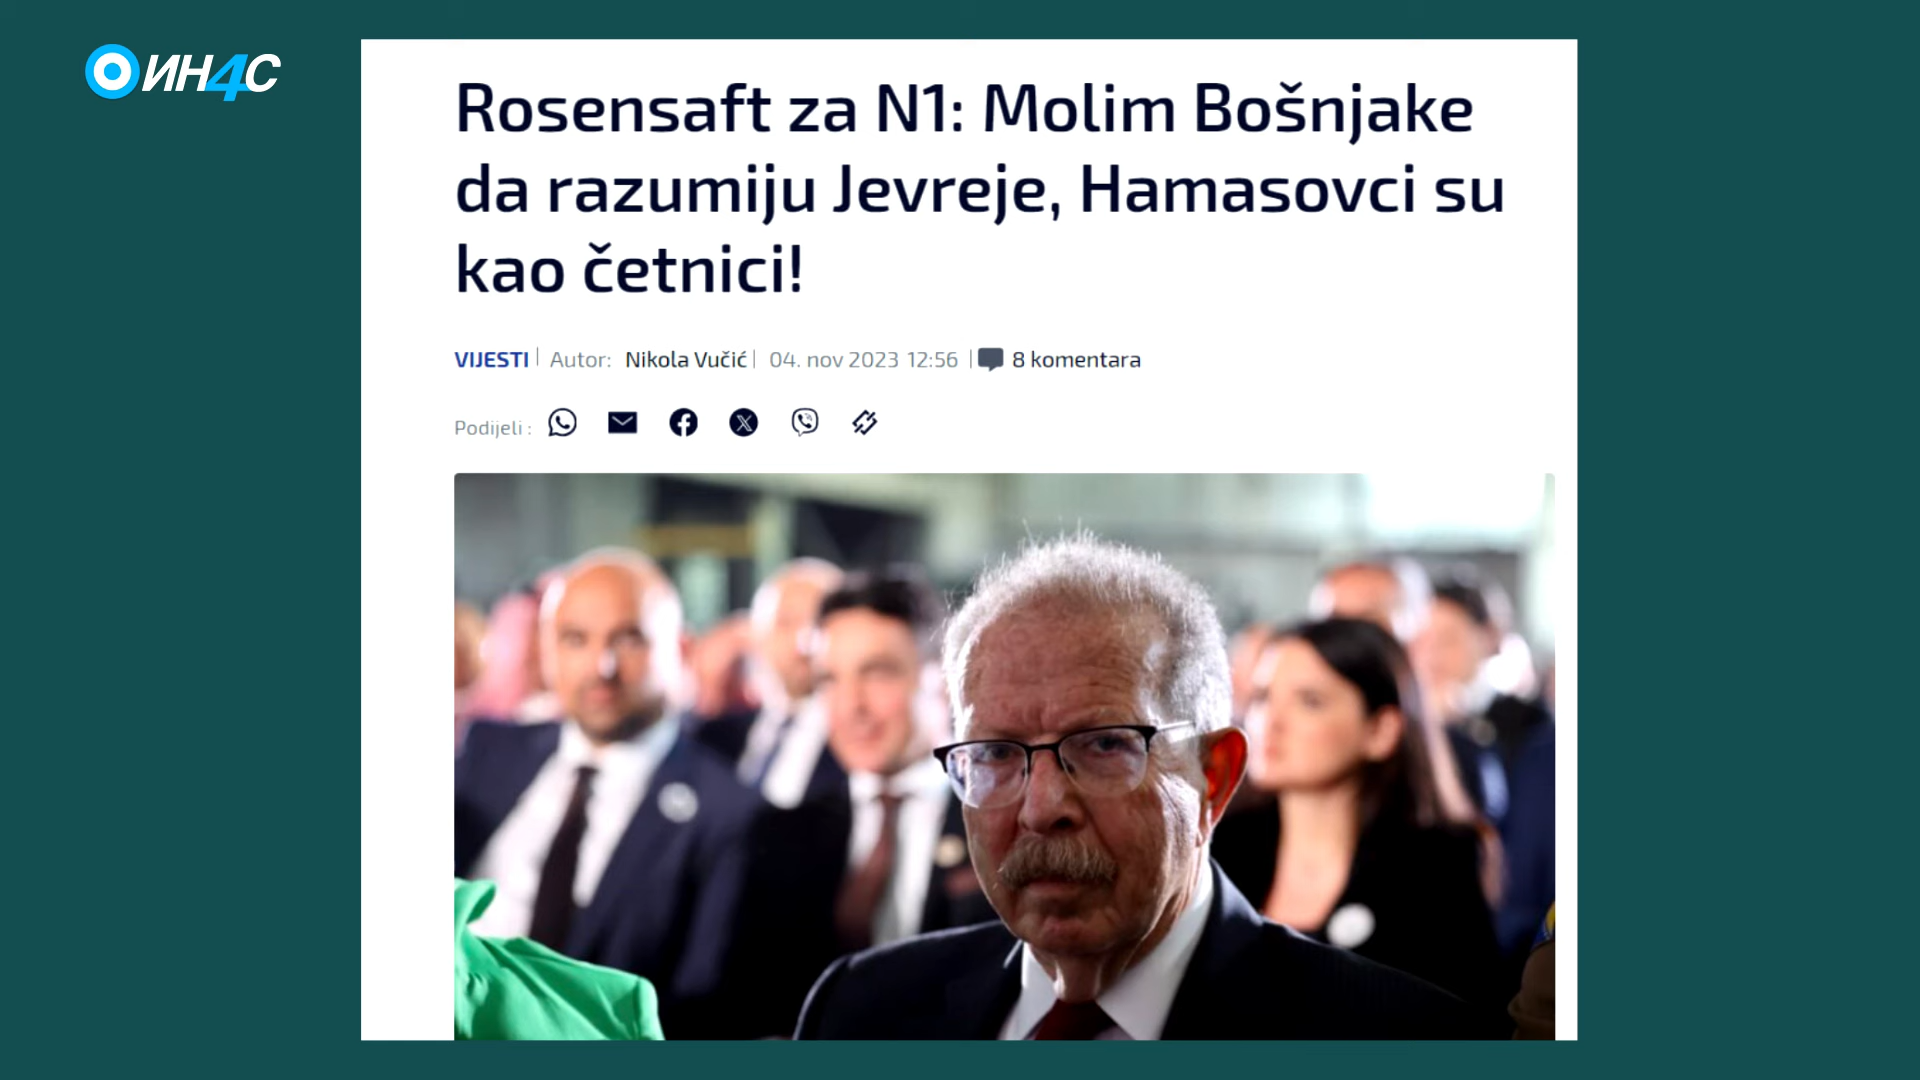 ИН4С
Rosensaft za N1: Molim Bošnjake
da razumiju Jevreje, Hamasovci su
kao četnici!
VIJESTI | Autor: Nikola Vučić | 04. nov 2023 12:56 | 8 komentara
Podijeli :